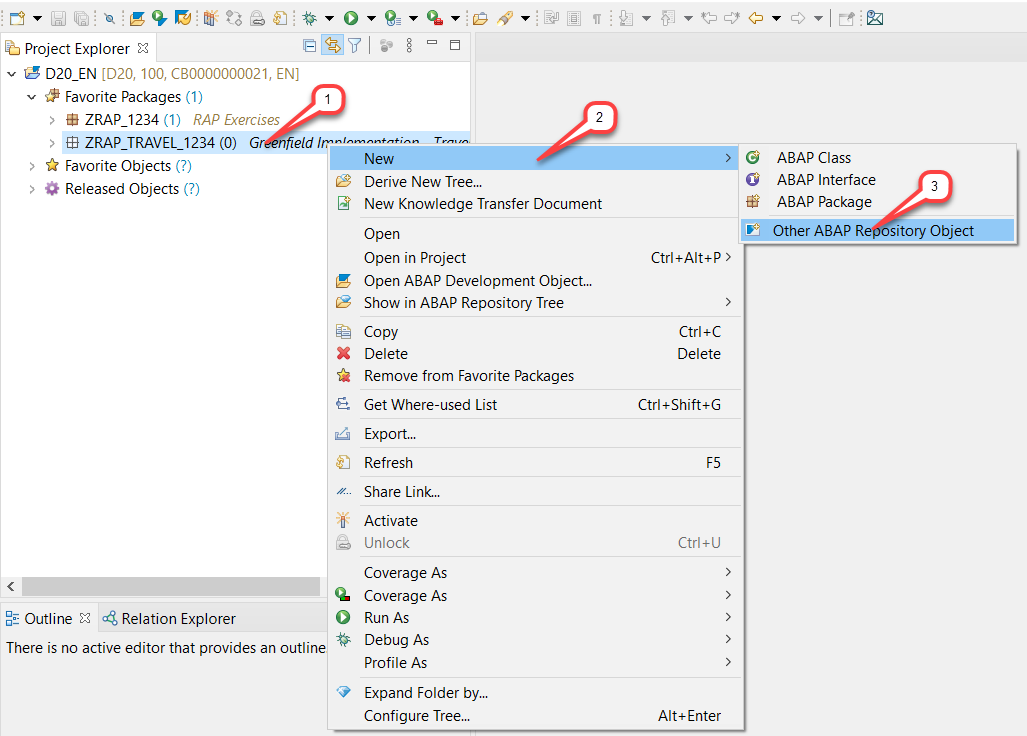 Project Explorer
D20_EN [D20, 100, CB0000000021, EN]
Favorite Packages (1)
1
ZRAP_1234 (1) RAP Exercises
ZRAP_TRAVEL_1234 (0) Greenfield Implementation - Trave
Favorite Objects (?)
Released Objects (?)
2
New
Derive New Tree...
New Knowledge Transfer Document
Open
Open in Project Ctrl+Alt+P
Open ABAP Development Object...
Show in ABAP Repository Tree
Copy Ctrl+C
Delete Delete
Remove from Favorite Packages
Get Where-used List Ctrl+Shift+G
Export...
Refresh F5
Share Link...
Activate
Unlock Ctrl+U
Coverage As
Coverage As
Run As
Debug As
Profile As
Expand Folder by...
Configure Tree... Alt+Enter
ABAP Class
ABAP Interface
ABAP Package
3
Other ABAP Repository Object
Outline
Relation Explorer
There is no active editor that provides an outline